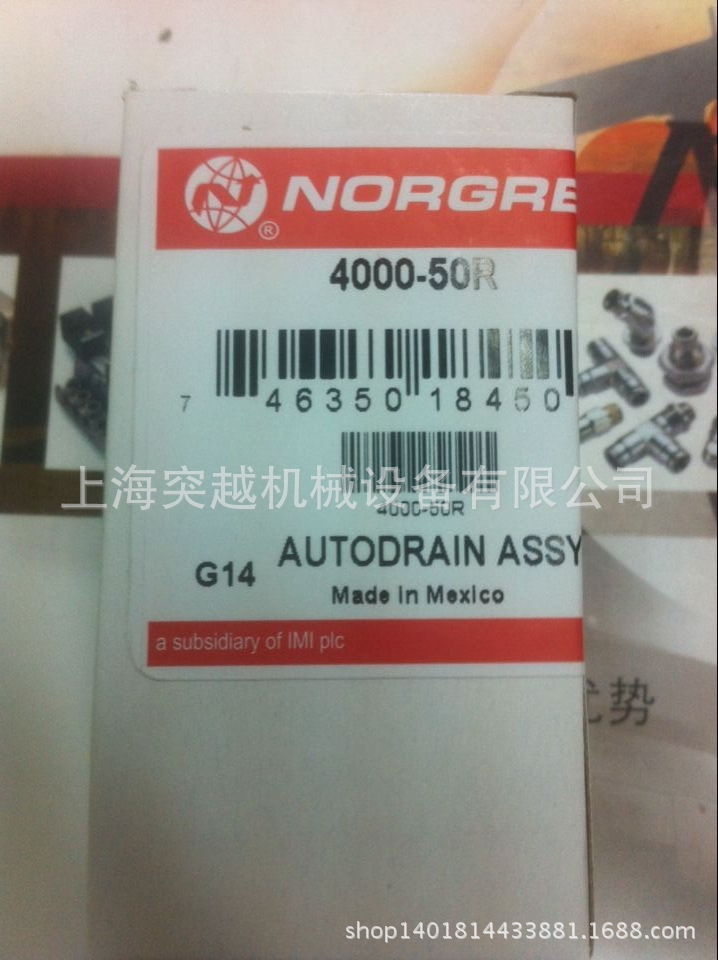 NORGRE
®
4000-50R
7 46350 18450
4000-50R
上海突越机械设备有限公司
G14 AUTODRAIN ASSY
Made in Mexico
a subsidiary of IMI plc
势
shop1401814433881.1688.com